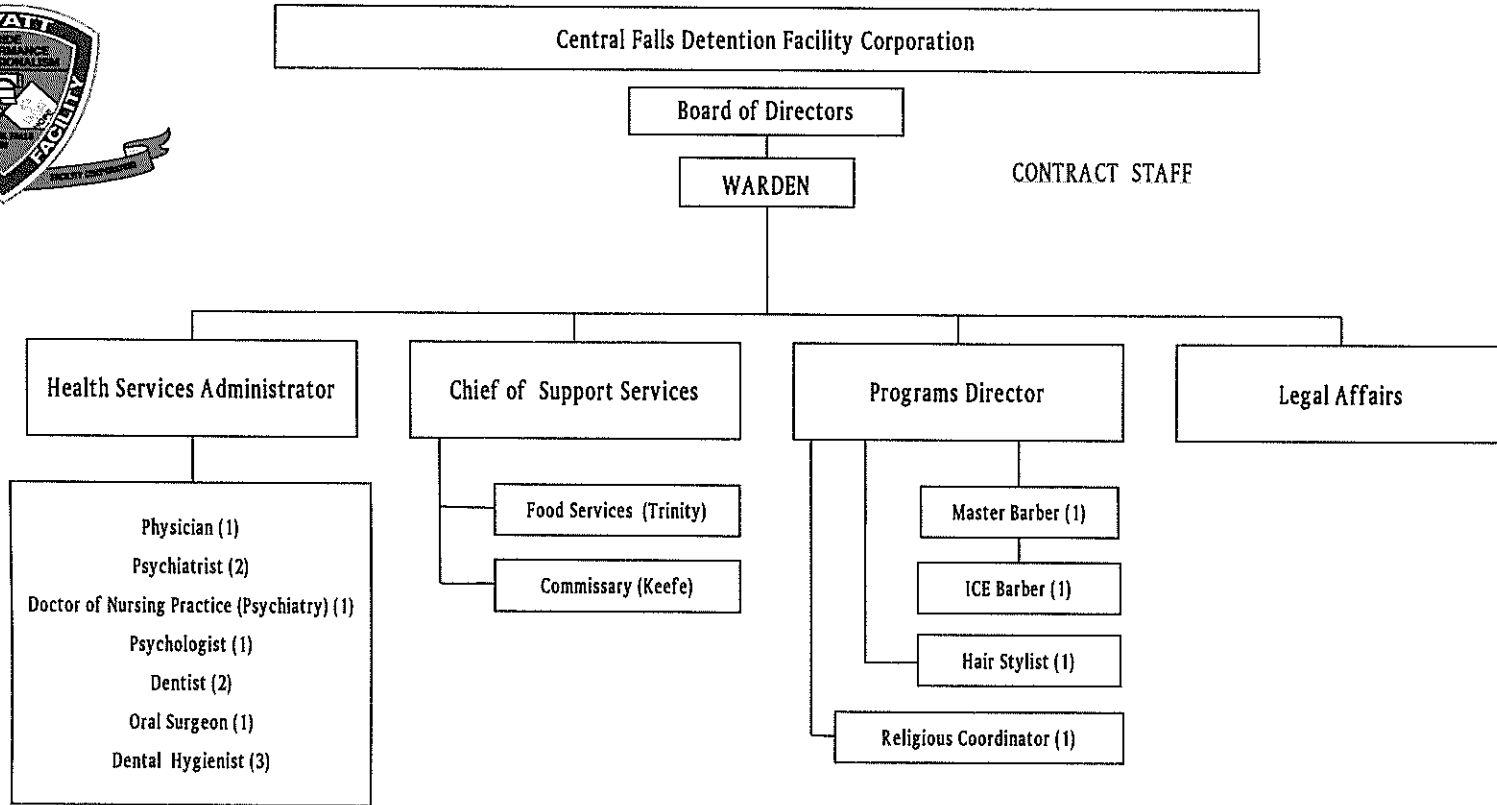 FACILITY
Central Falls Detention Facility Corporation
Board of Directors
WARDEN
CONTRACT STAFF
Health Services Administrator
Chief of Support Services
Programs Director
Legal Affairs
Physician (1)
Psychiatrist (2)
Doctor of Nursing Practice (Psychiatry) (1)
Psychologist (1)
Dentist (2)
Oral Surgeon (1)
Dental Hygienist (3)
Food Services (Trinity)
Commissary (Keefe)
Master Barber (1)
ICE Barber (1)
Hair Stylist (1)
Religious Coordinator (1)